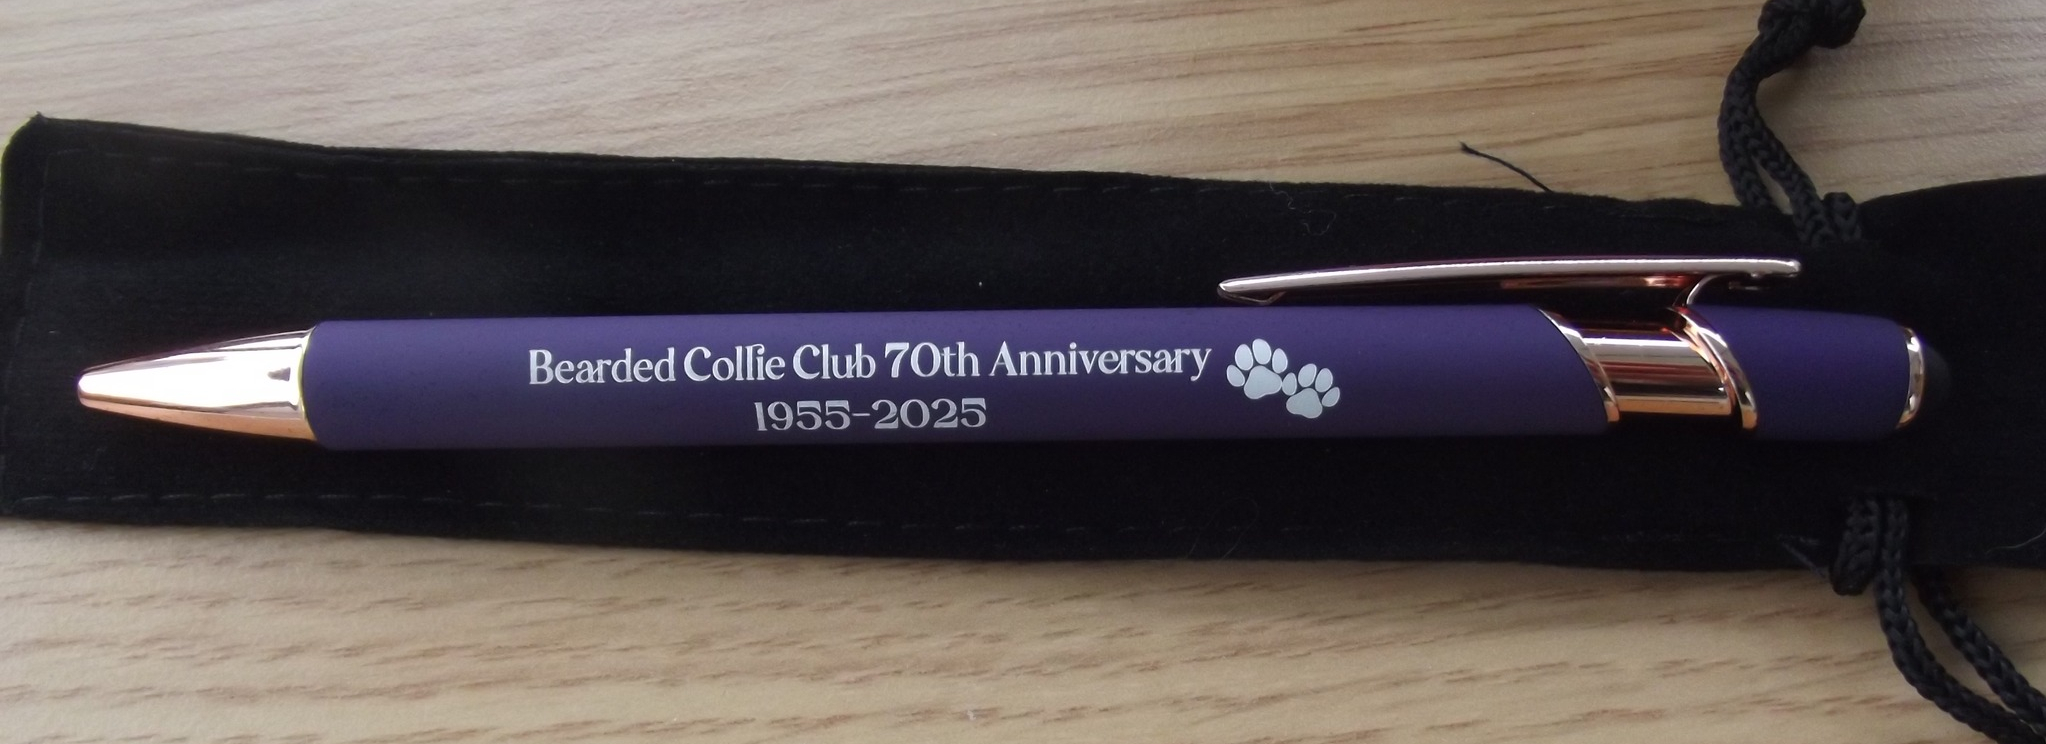 Bearded Collie Club 70th Anniversary
1955-2025